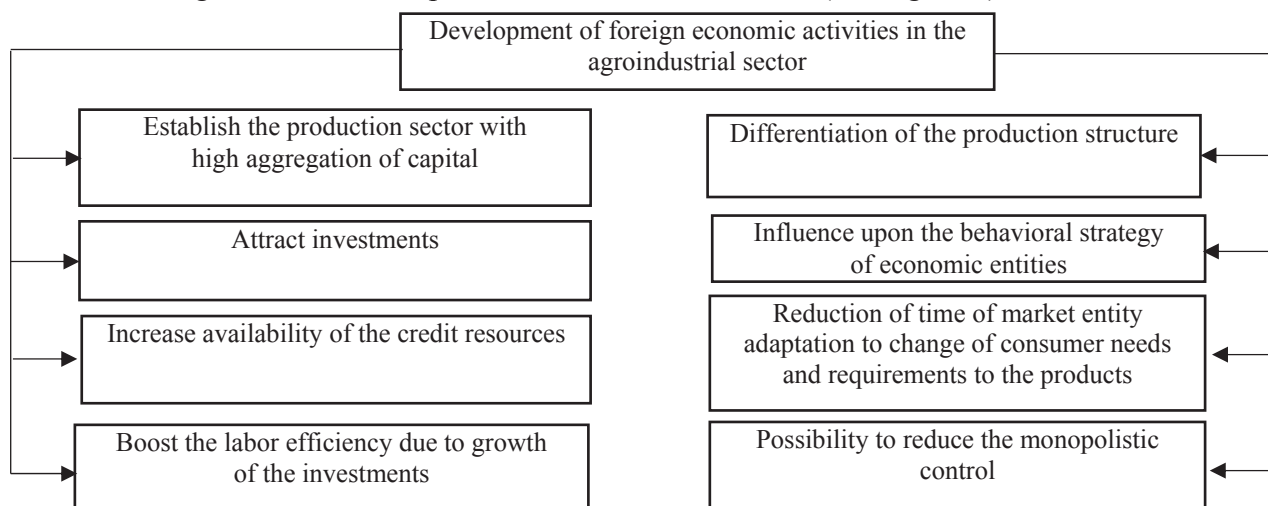 Development of foreign economic activities in the
agroindustrial sector
Establish the production sector with
high aggregation of capital
Attract investments
Increase availability of the credit resources
Boost the labor efficiency due to growth
of the investments
Differentiation of the production structure
Influence upon the behavioral strategy
of economic entities
Reduction of time of market entity
adaptation to change of consumer needs
and requirements to the products
Possibility to reduce the monopolistic
control